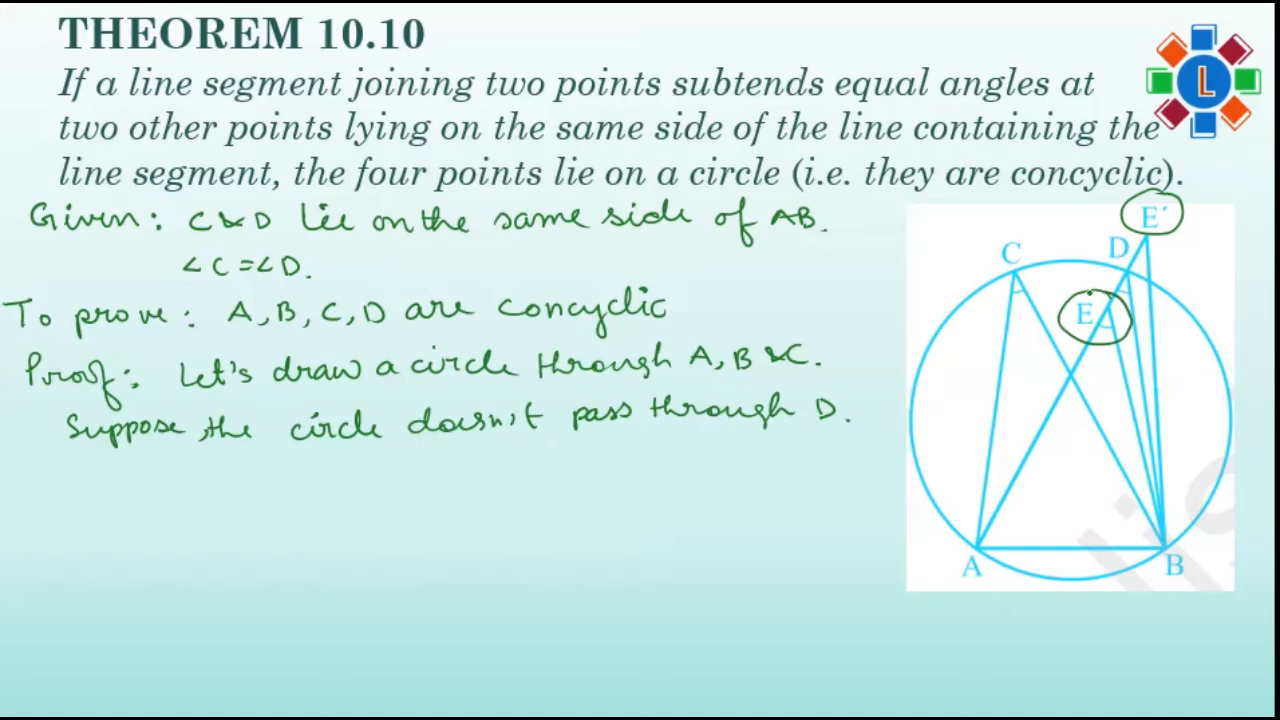 THEOREM 10.10
If a line segment joining two points subtends equal angles at
two other points lying on the same side of the line containing the
line segment, the four points lie on a circle (i.e. they are concyclic).
L
Given: C & D lie on the same side of AB.
∠C = ∠D.
To prove: A, B, C, D are concyclic
Proof: Let's draw a circle through A, B & C.
Suppose, the circle doesn't pass through D.
E′
C
D
E
A
B